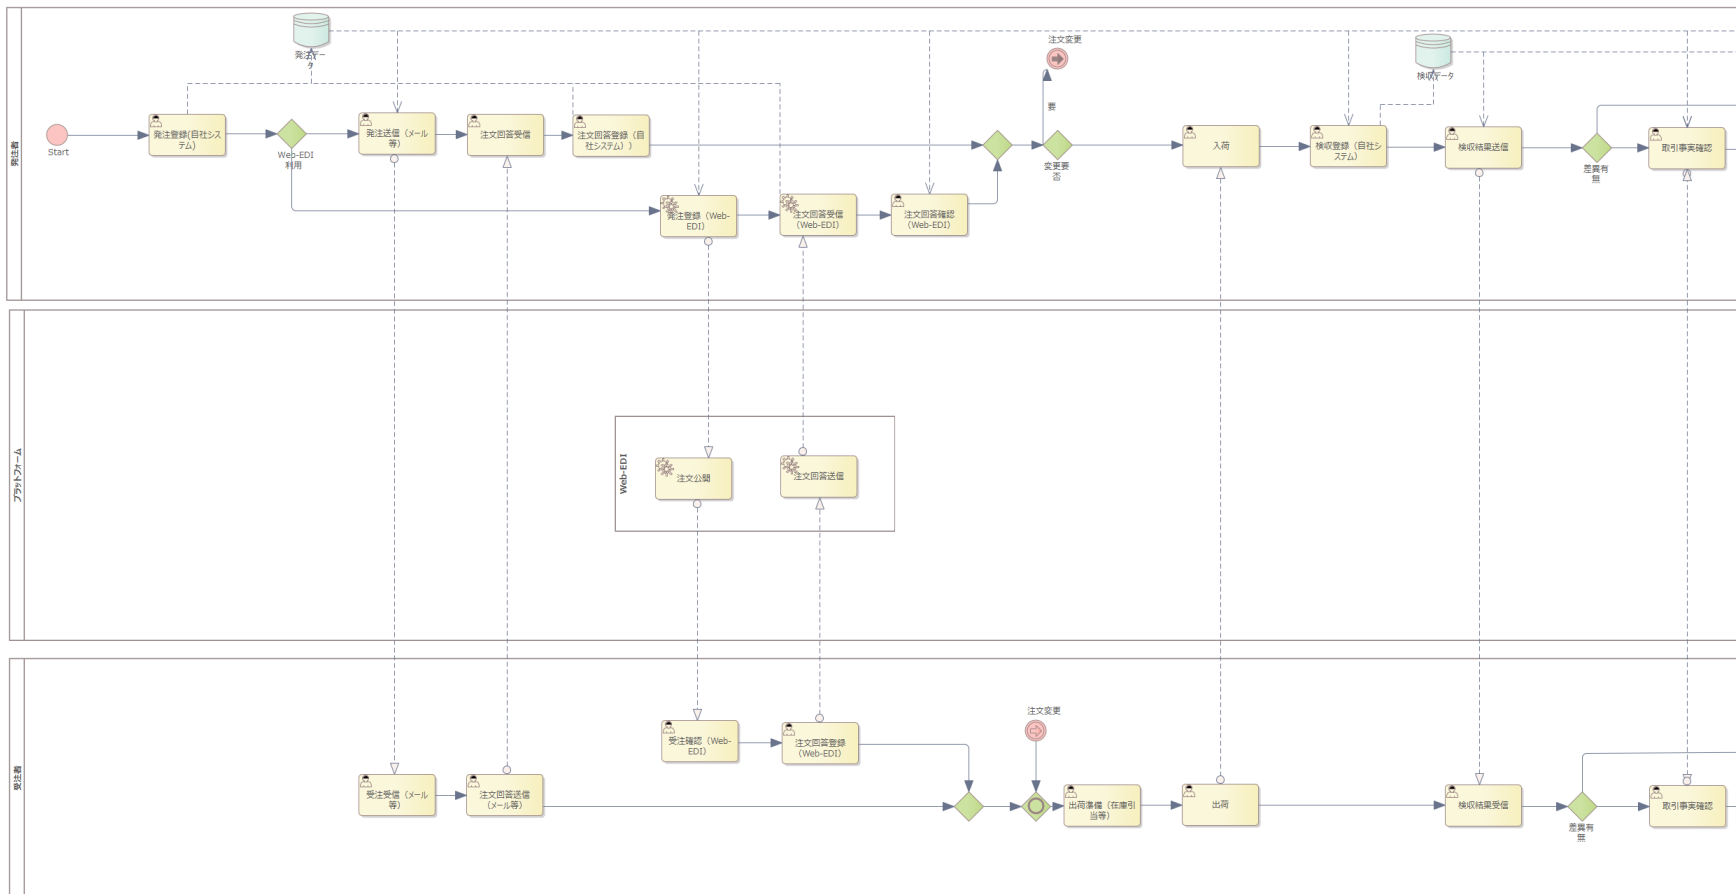 発注者
発注デー
タ
注文変更
検収データ
Start
発注登録(自社シス
テム)
Web-EDI
利用
発注送信（メール
等）
注文回答受信
注文回答登録（自
社システム））
要
変更要
否
入荷
検収登録（自社シ
ステム）
検収結果送信
差異有
無
取引事実確認
発注登録（Web-
EDI）
注文回答受信
（Web-EDI）
注文回答確認
（Web-EDI）
プラットフォーム
Web-EDI
注文公開
注文回答送信
受注者
受注確認（Web-
EDI）
注文回答登録
（Web-EDI）
注文変更
受注受信（メール
等）
注文回答送信
（メール等）
出荷準備（在庫引
当等）
出荷
検収結果受信
差異有
無
取引事実確認